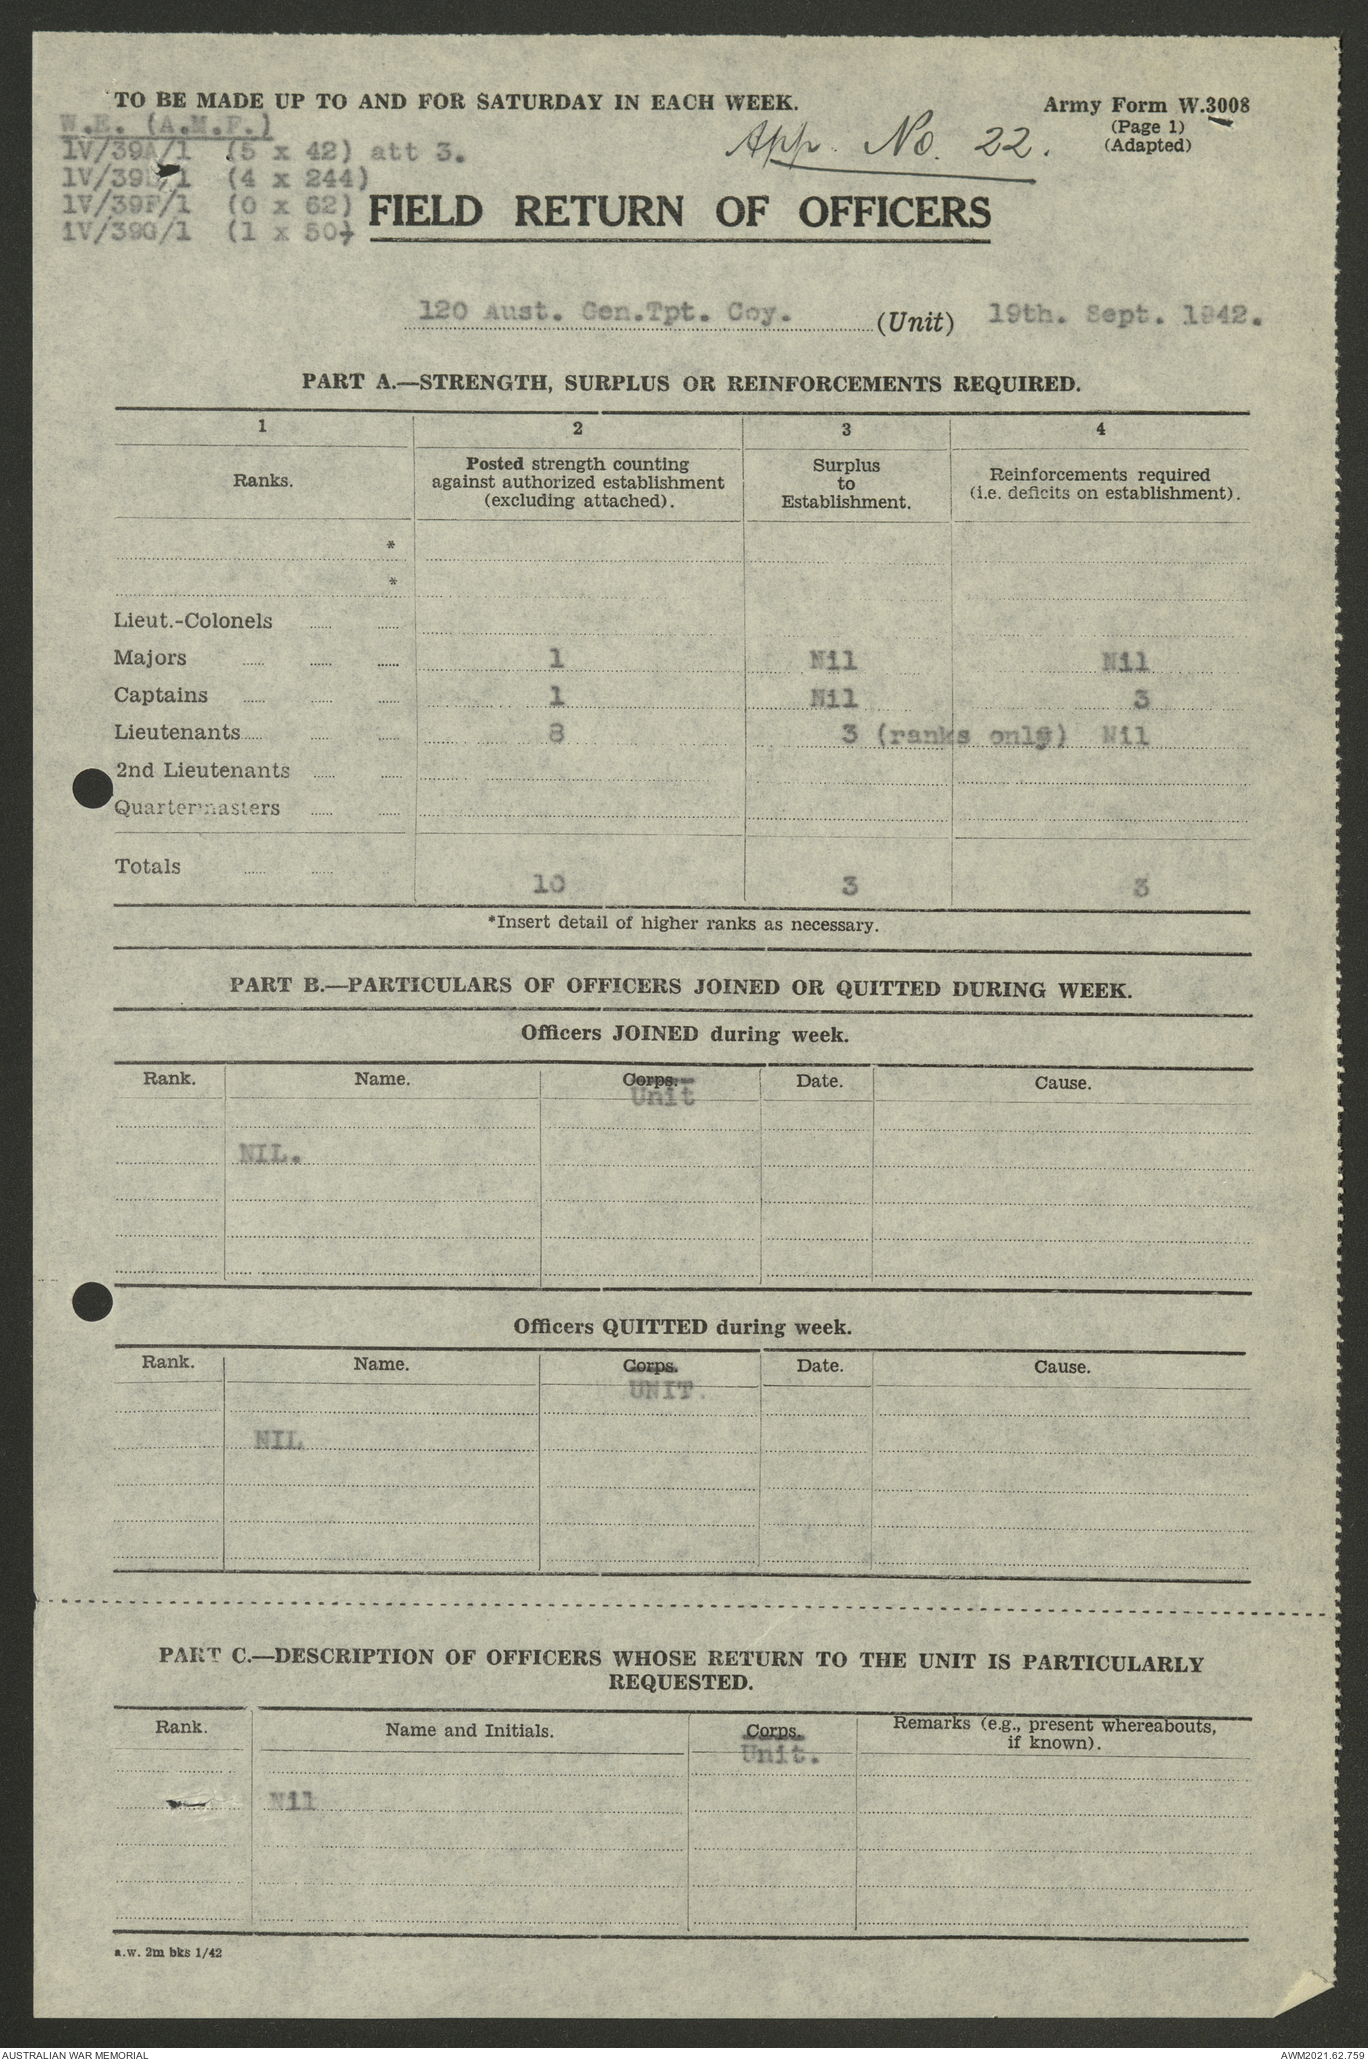 TO BE MADE UP TO AND FOR SATURDAY IN EACH WEEK.
Army Form W.3008
(Page 1)
(Adapted)
W.E. (A.M.F.)
1V/39A/1 (5 x 42) att 3.
1V/39 /1 (4 x 244)
1V/39F/1 (0 x 62)
1V/39G/1 (1 x 50)
App. No. 22.
FIELD RETURN OF OFFICERS
120 Aust. Gen.Tpt. Coy. (Unit) 19th. Sept. 1942.
PART A.—STRENGTH, SURPLUS OR REINFORCEMENTS REQUIRED.
1 2 3 4
Ranks.
Posted strength counting
against authorized establishment
(excluding attached).
Surplus
to
Establishment.
Reinforcements required
(i.e. deficits on establishment).
*
*
Lieut.-Colonels
Majors 1 Nil Nil
Captains 1 Nil 3
Lieutenants 8 3 (ranks only) Nil
2nd Lieutenants
Quartermasters
Totals 10 3 3
*Insert detail of higher ranks as necessary.
PART B.—PARTICULARS OF OFFICERS JOINED OR QUITTED DURING WEEK.
Officers JOINED during week.
Rank. Name. Corps. Date. Cause.
Unit
NIL.
Officers QUITTED during week.
Rank. Name. Corps. Date. Cause.
UNIT.
NIL
PART C.—DESCRIPTION OF OFFICERS WHOSE RETURN TO THE UNIT IS PARTICULARLY
REQUESTED.
Rank. Name and Initials. Corps. Remarks (e.g., present whereabouts,
if known).
Unit.
Nil
a.w. 2m bks 1/42
AUSTRALIAN WAR MEMORIAL
AWM2021.62.759